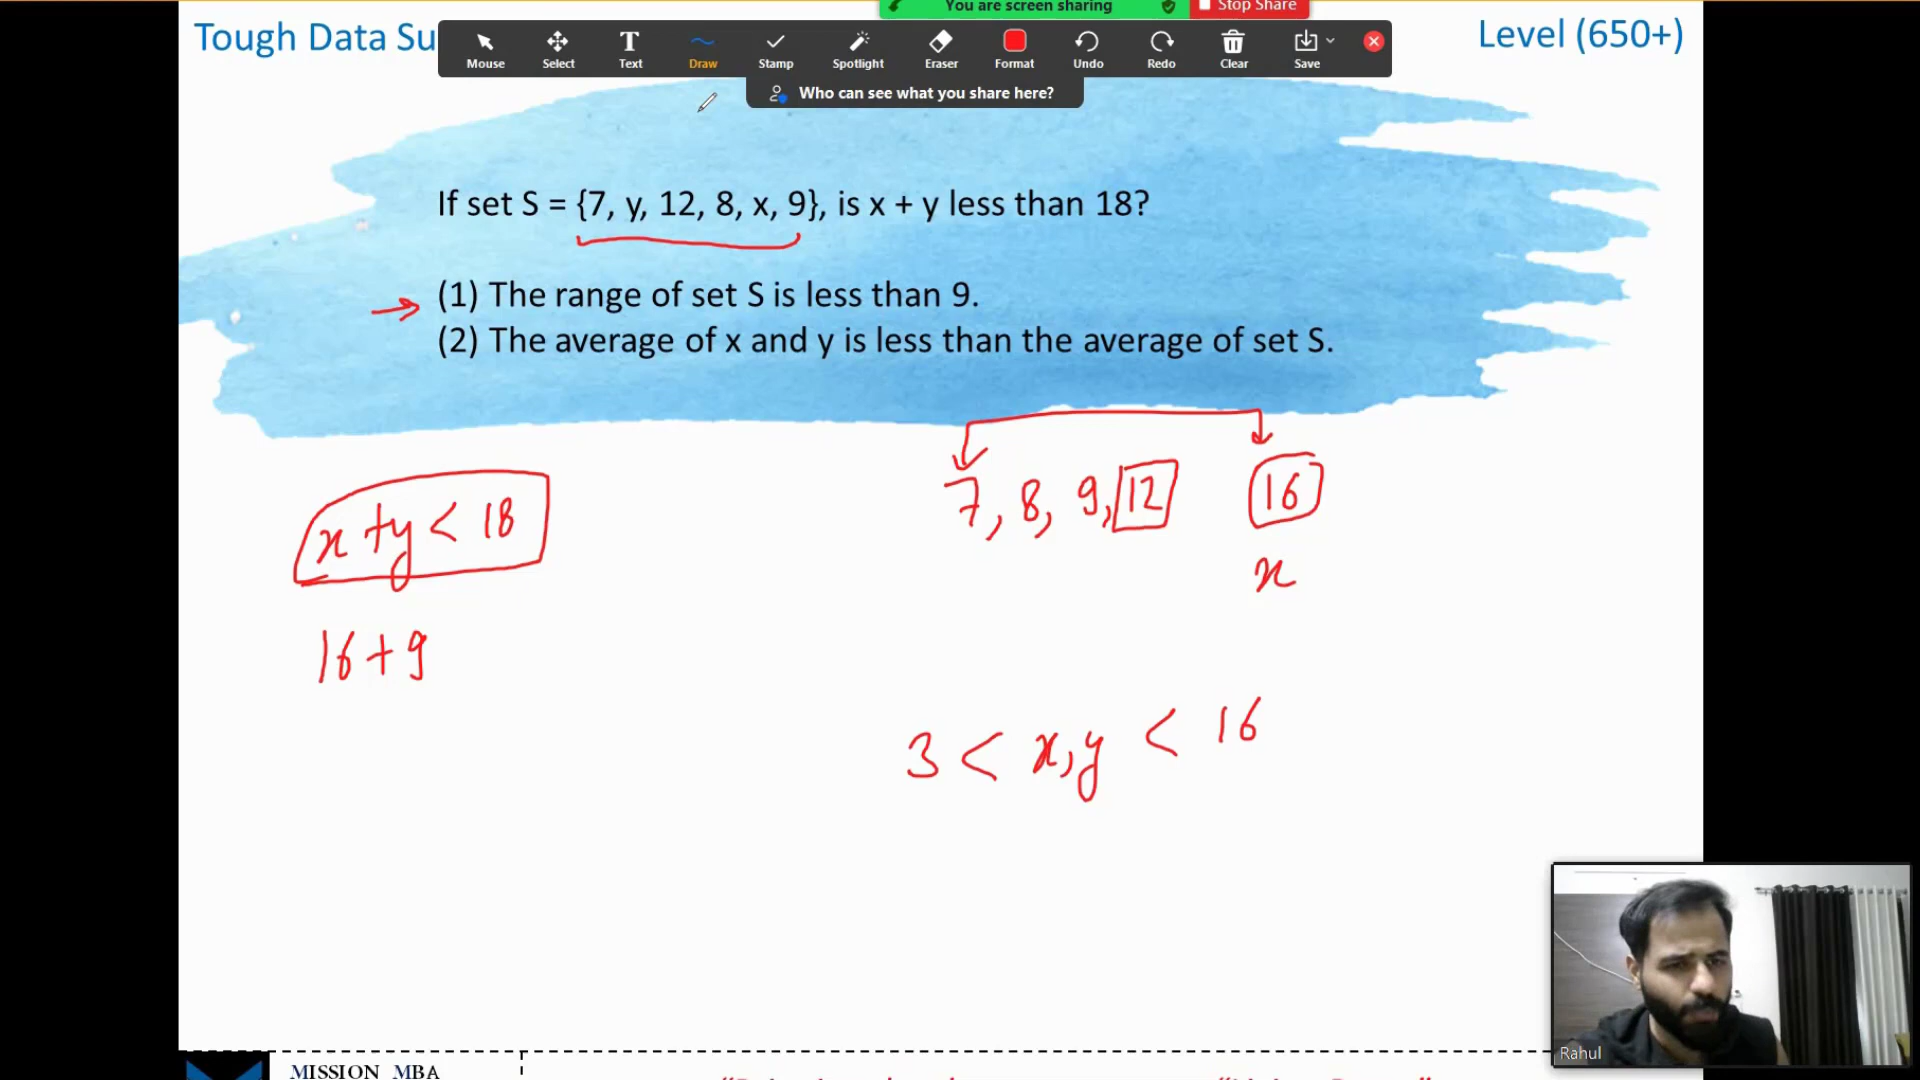 You are screen sharing Stop Share
Tough Data Su
Level (650+)
Mouse Select Text Draw Stamp Spotlight Eraser Format Undo Redo Clear Save
Who can see what you share here?
If set S = {7, y, 12, 8, x, 9}, is x + y less than 18?
(1) The range of set S is less than 9.
(2) The average of x and y is less than the average of set S.
7, 8, 9, 12 16
x + y < 18
x
16 + 9
3 < x, y < 16
Rahul
MISSION MBA